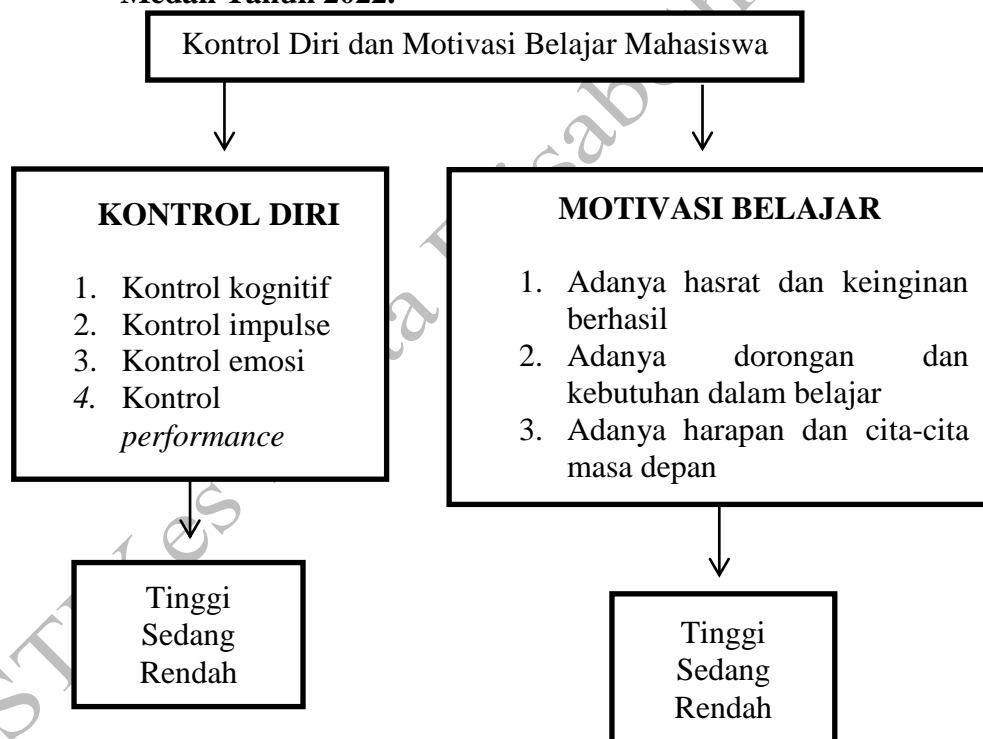 Medan Tahun 2022.
Kontrol Diri dan Motivasi Belajar Mahasiswa
KONTROL DIRI
1. Kontrol kognitif
2. Kontrol impulse
3. Kontrol emosi
4. Kontrol
performance
MOTIVASI BELAJAR
1. Adanya hasrat dan keinginan
berhasil
2. Adanya dorongan dan
kebutuhan dalam belajar
3. Adanya harapan dan cita-cita
masa depan
Tinggi
Sedang
Rendah
Tinggi
Sedang
Rendah